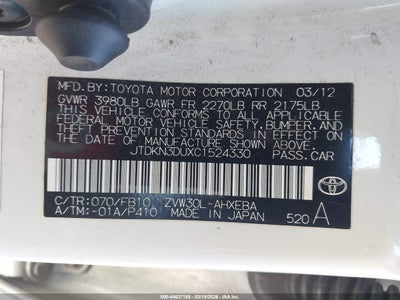 MFD.BY:TOYOTA MOTOR CORPORATION 03/12
GVWR 3980LB GAWR FR 2270LB RR 2175LB
THIS VEHICLE CONFORMS TO ALL APPLICABLE
FEDERAL MOTOR VEHICLE SAFETY, BUMPER, AND
THEFT PREVENTION STANDARDS IN EFFECT ON
THE DATE OF MANUFACTURE SHOWN ABOVE.
JTDKN3DUXC1524330 PASS.CAR
C/TR:070/FB10 ZVW30L-AHXEBA
A/TM:-01A/P410 MADE IN JAPAN 520A
TOYOTA